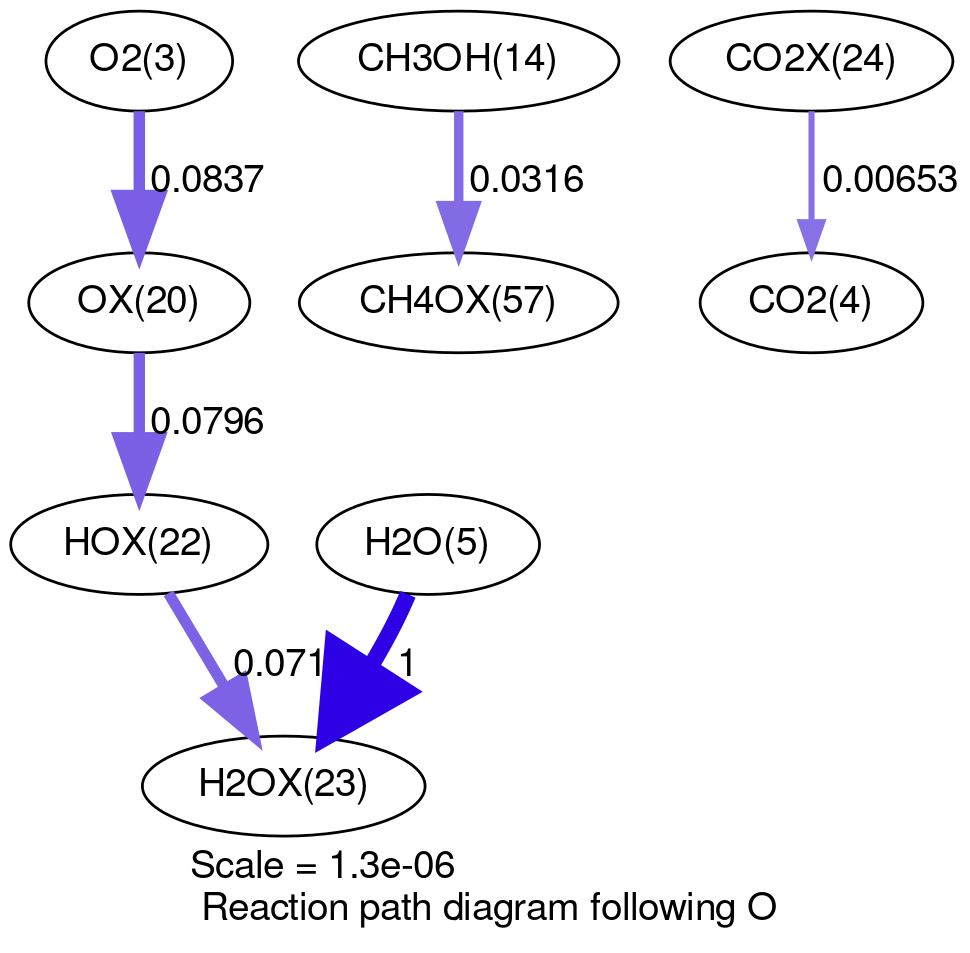 O2(3)
CH3OH(14)
CO2X(24)
0.0837
0.0316
0.00653
OX(20)
CH4OX(57)
CO2(4)
0.0796
HOX(22)
H2O(5)
0.071
1
H2OX(23)
Scale = 1.3e-06
Reaction path diagram following O